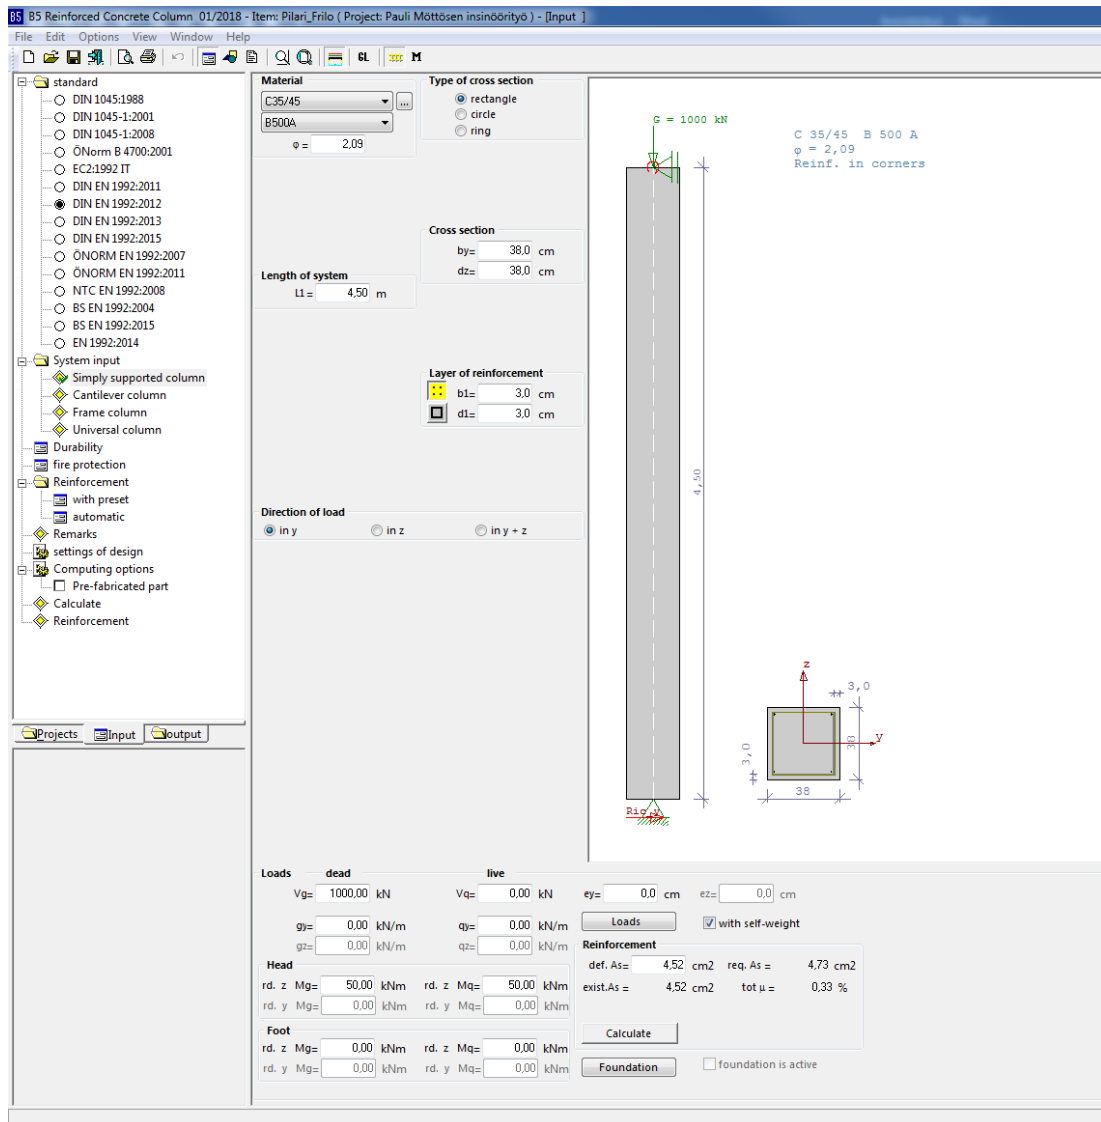 B5 B5 Reinforced Concrete Column 01/2018 - Item: Pilari_Frilo ( Project: Pauli Möttösen insinöörityö ) - [Input ]
File Edit Options View Window Help
GL M
standard
DIN 1045:1988
DIN 1045-1:2001
DIN 1045-1:2008
ÖNorm B 4700:2001
EC2:1992 IT
DIN EN 1992:2011
DIN EN 1992:2012
DIN EN 1992:2013
DIN EN 1992:2015
ÖNORM EN 1992:2007
ÖNORM EN 1992:2011
NTC EN 1992:2008
BS EN 1992:2004
BS EN 1992:2015
EN 1992:2014
System input
Simply supported column
Cantilever column
Frame column
Universal column
Durability
fire protection
Reinforcement
with preset
automatic
Remarks
settings of design
Computing options
Pre-fabricated part
Calculate
Reinforcement
Projects Input output
Material
C35/45 ...
B500A
φ = 2,09
Type of cross section
rectangle
circle
ring
Cross section
by= 38,0 cm
dz= 38,0 cm
Length of system
L1 = 4,50 m
Layer of reinforcement
b1= 3,0 cm
d1= 3,0 cm
Direction of load
in y in z in y + z
G = 1000 kN
C 35/45 B 500 A
φ = 2,09
Reinf. in corners
4,50
z
3,0
y
38
3,0
38
Loads dead live
Vg= 1000,00 kN Vq= 0,00 kN ey= 0,0 cm ez= 0,0 cm
gy= 0,00 kN/m qy= 0,00 kN/m Loads with self-weight
gz= 0,00 kN/m qz= 0,00 kN/m
Reinforcement
def. As= 4,52 cm2 req. As = 4,73 cm2
exist.As = 4,52 cm2 tot μ = 0,33 %
Calculate
Head
rd. z Mg= 50,00 kNm rd. z Mq= 50,00 kNm
rd. y Mg= 0,00 kNm rd. y Mq= 0,00 kNm
Foot
rd. z Mg= 0,00 kNm rd. z Mq= 0,00 kNm
rd. y Mg= 0,00 kNm rd. y Mq= 0,00 kNm
Foundation foundation is active